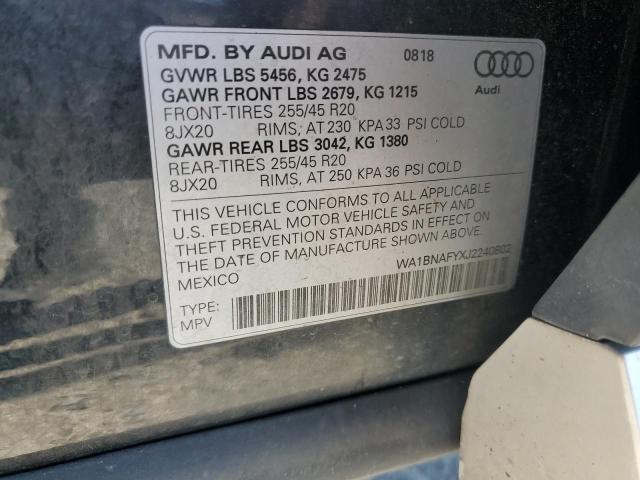 MFD. BY AUDI AG 0818
GVWR LBS 5456, KG 2475
GAWR FRONT LBS 2679, KG 1215
FRONT-TIRES 255/45 R20
8JX20 RIMS, AT 230 KPA 33 PSI COLD
GAWR REAR LBS 3042, KG 1380
REAR-TIRES 255/45 R20
8JX20 RIMS, AT 250 KPA 36 PSI COLD
Audi
THIS VEHICLE CONFORMS TO ALL APPLICABLE
U.S. FEDERAL MOTOR VEHICLE SAFETY AND
THEFT PREVENTION STANDARDS IN EFFECT ON
THE DATE OF MANUFACTURE SHOWN ABOVE.
MEXICO
WA1BNAFYXJ2240602
TYPE:
MPV